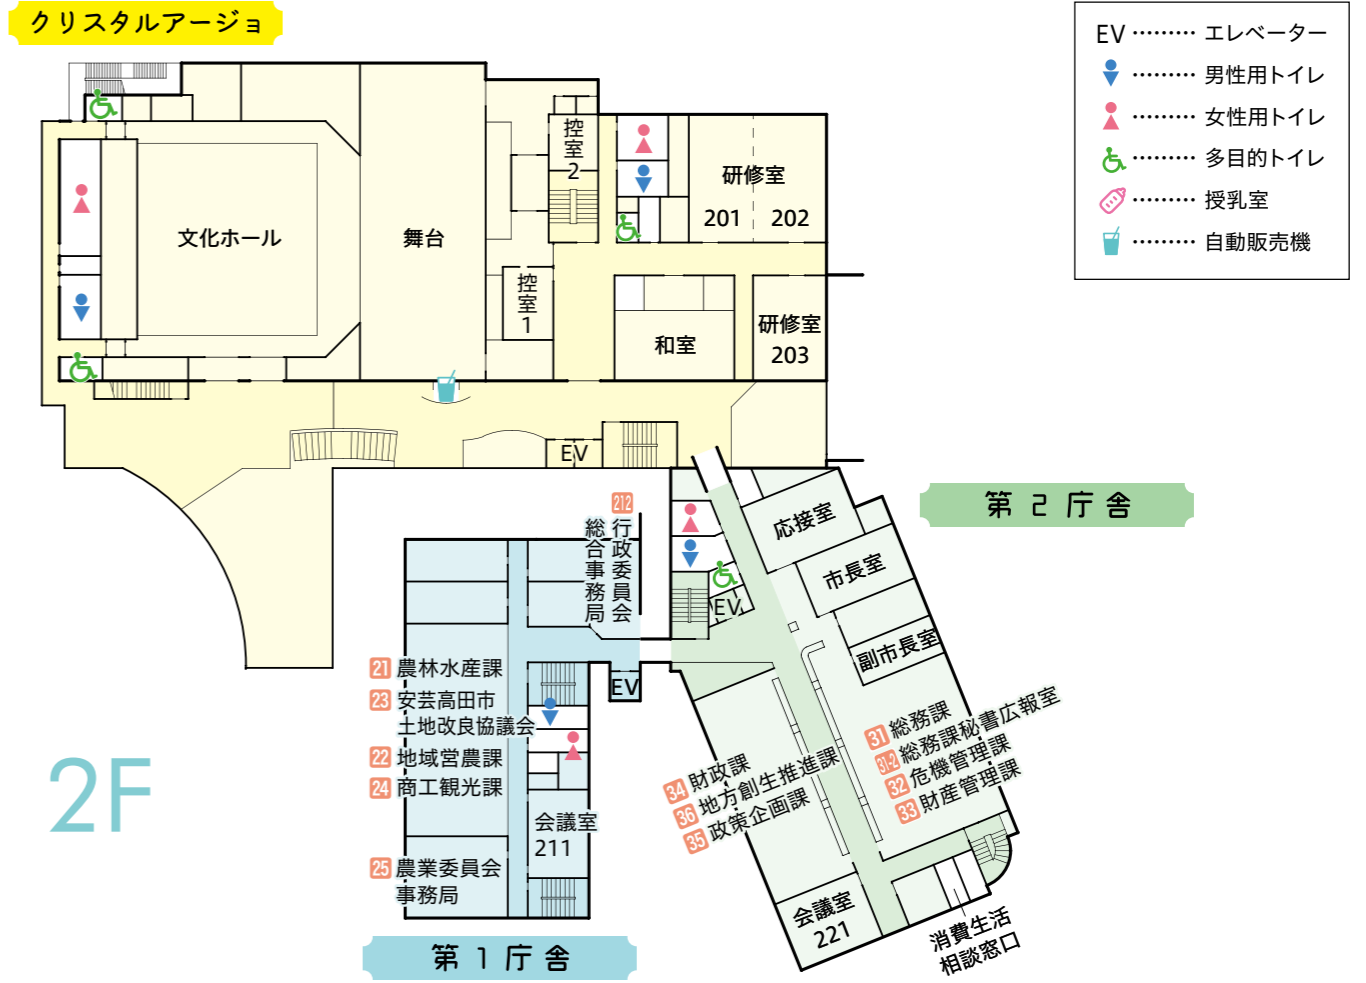 クリスタルアージョ
EV ……… エレベーター
……… 男性用トイレ
……… 女性用トイレ
……… 多目的トイレ
……… 授乳室
……… 自動販売機
文化ホール
舞台
控室2
控室1
研修室
201 202
和室
研修室
203
EV
第2庁舎
応接室
市長室
副市長室
EV
31 総務課
31-2 総務課秘書広報室
32 危機管理課
33 財産管理課
34 財政課
36 地方創生推進課
35 政策企画課
会議室
221
消費生活
相談窓口
212
行政委員会
総合事務局
21 農林水産課
23 安芸高田市
土地改良協議会
22 地域営農課
24 商工観光課
25 農業委員会
事務局
EV
会議室
211
第1庁舎
2F